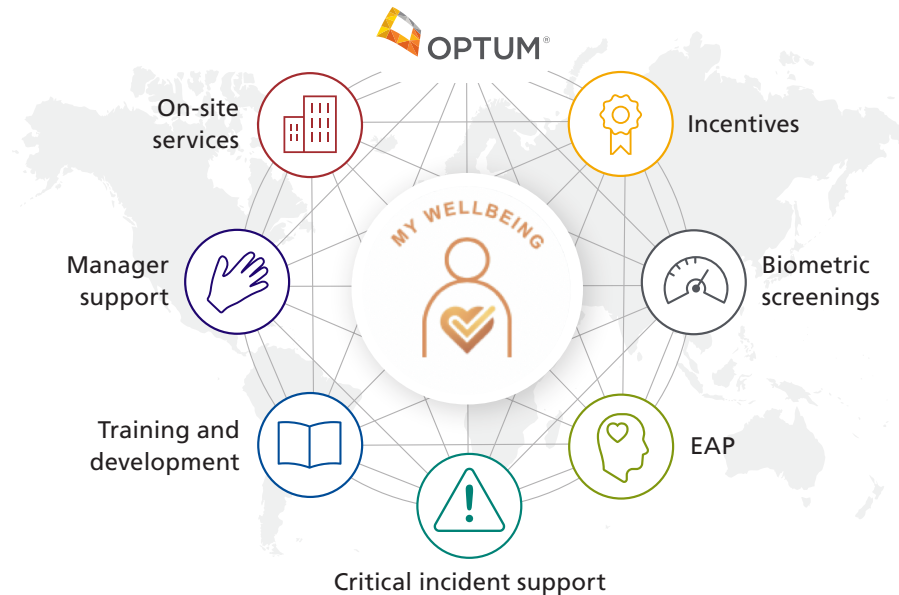 OPTUM®
On-site
services
Incentives
MY WELLBEING
Manager
support
Biometric
screenings
Training and
development
EAP
Critical incident support